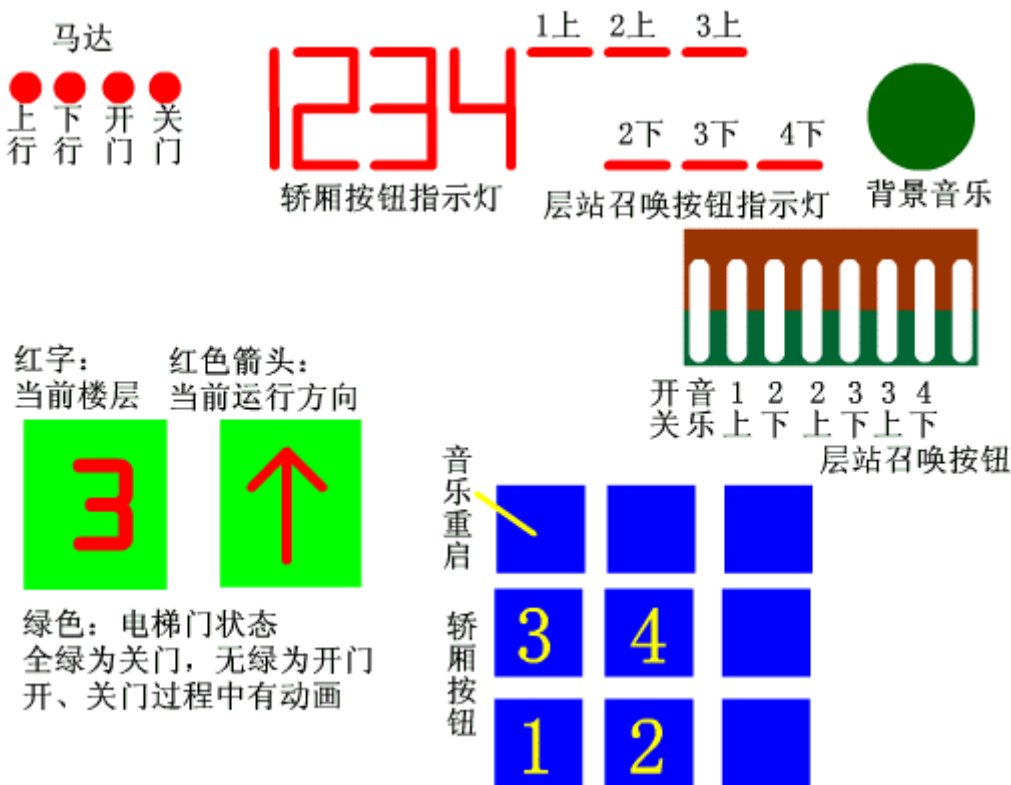 马达
上行 下行 开门 关门
1234
轿厢按钮指示灯
1上 2上 3上
2下 3下 4下
层站召唤按钮指示灯
背景音乐
开关 音乐 1上 2下 2上 3下 3上 4下
层站召唤按钮
红字：
当前楼层
红色箭头：
当前运行方向
3
绿色：电梯门状态
全绿为关门，无绿为开门
开、关门过程中有动画
音乐重启
轿厢按钮
3 4
1 2